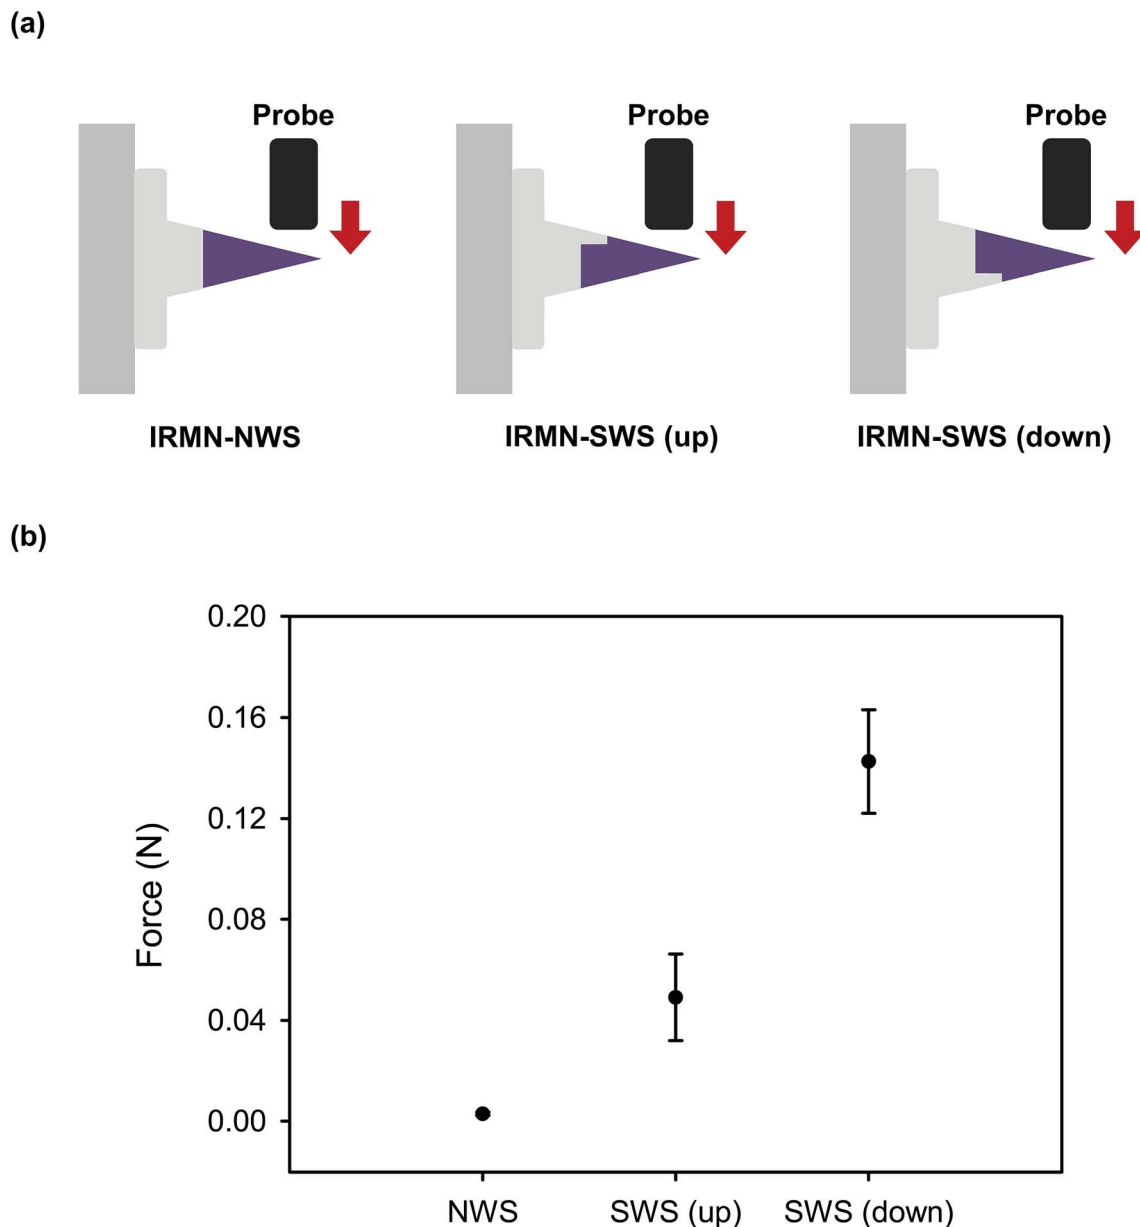 (a)
Probe Probe Probe
IRMN-NWS IRMN-SWS (up) IRMN-SWS (down)
(b)
0.20
0.16
0.12
0.08
0.04
0.00
Force (N)
NWS SWS (up) SWS (down)